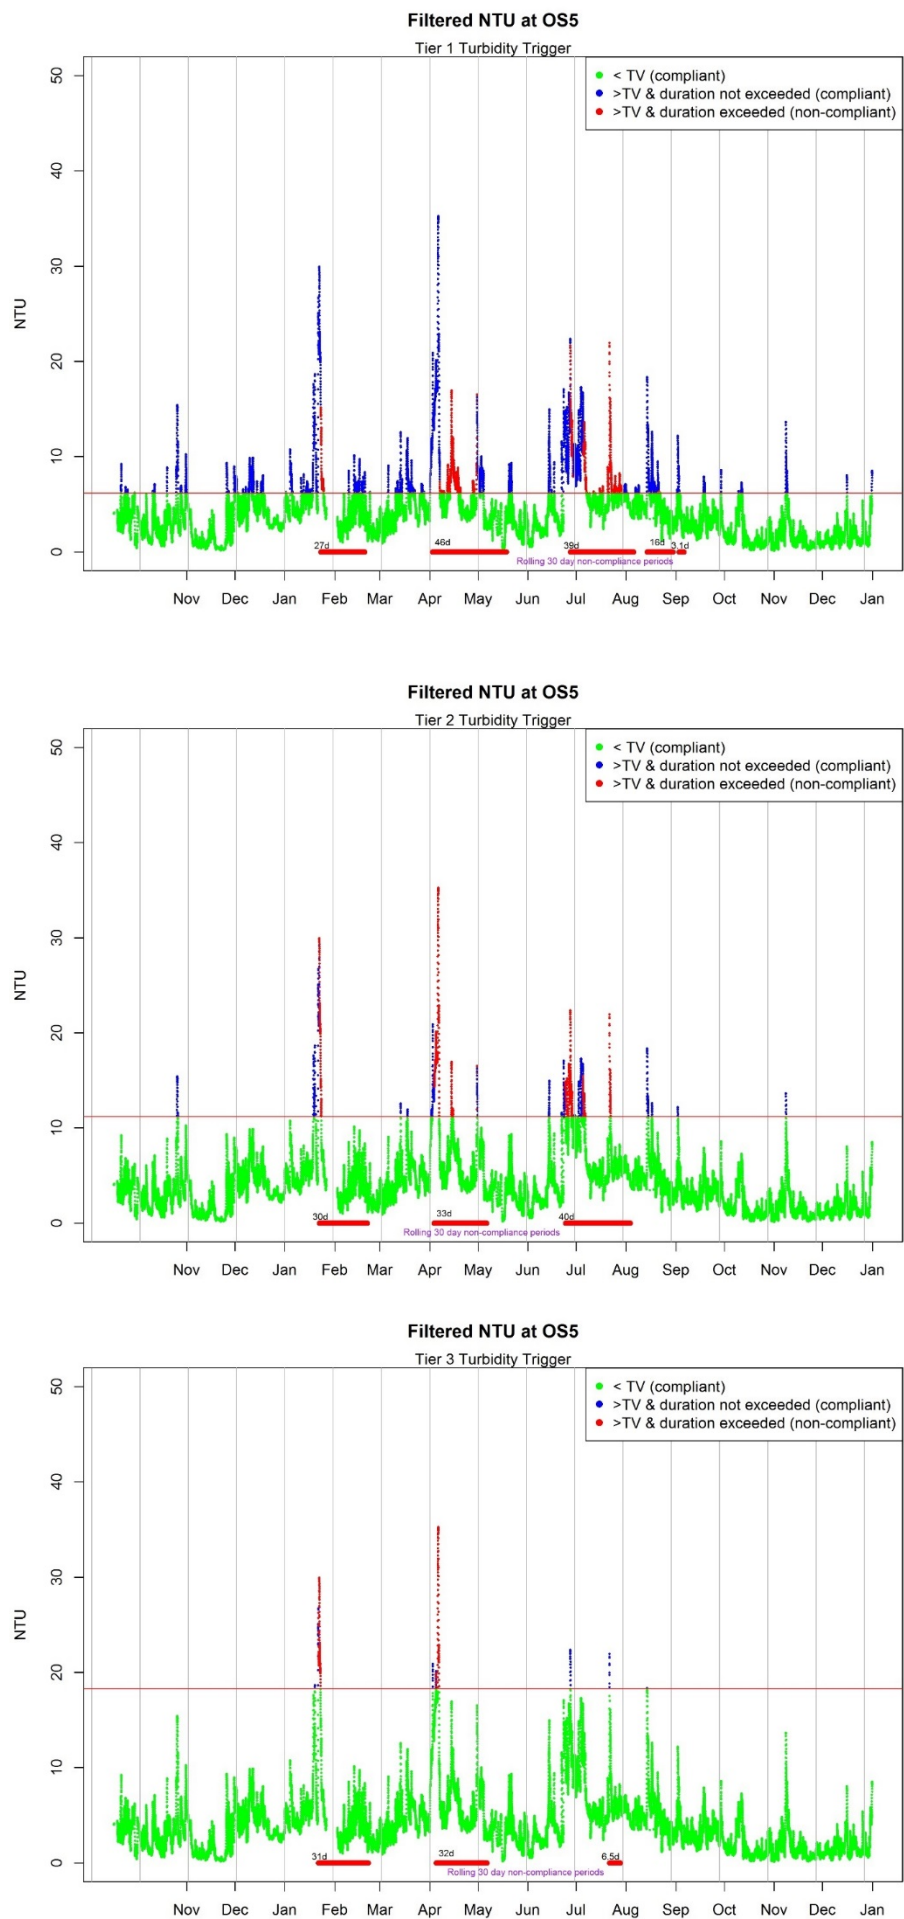 Filtered NTU at OS5
Tier 1 Turbidity Trigger
< TV (compliant)
>TV & duration not exceeded (compliant)
>TV & duration exceeded (non-compliant)
50
40
30
20
10
0
NTU
27d 46d 39d 16d 3.1d
Rolling 30 day non-compliance periods
Nov Dec Jan Feb Mar Apr May Jun Jul Aug Sep Oct Nov Dec Jan
Filtered NTU at OS5
Tier 2 Turbidity Trigger
< TV (compliant)
>TV & duration not exceeded (compliant)
>TV & duration exceeded (non-compliant)
50
40
30
20
10
0
NTU
30d 33d 40d
Rolling 30 day non-compliance periods
Nov Dec Jan Feb Mar Apr May Jun Jul Aug Sep Oct Nov Dec Jan
Filtered NTU at OS5
Tier 3 Turbidity Trigger
< TV (compliant)
>TV & duration not exceeded (compliant)
>TV & duration exceeded (non-compliant)
50
40
30
20
10
0
NTU
31d 32d 6.5d
Rolling 30 day non-compliance periods
Nov Dec Jan Feb Mar Apr May Jun Jul Aug Sep Oct Nov Dec Jan